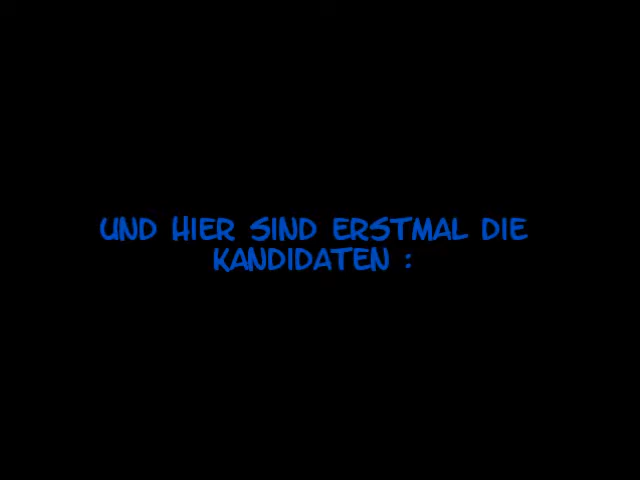 UND HIER SIND ERSTMAL DIE
KANDIDATEN :